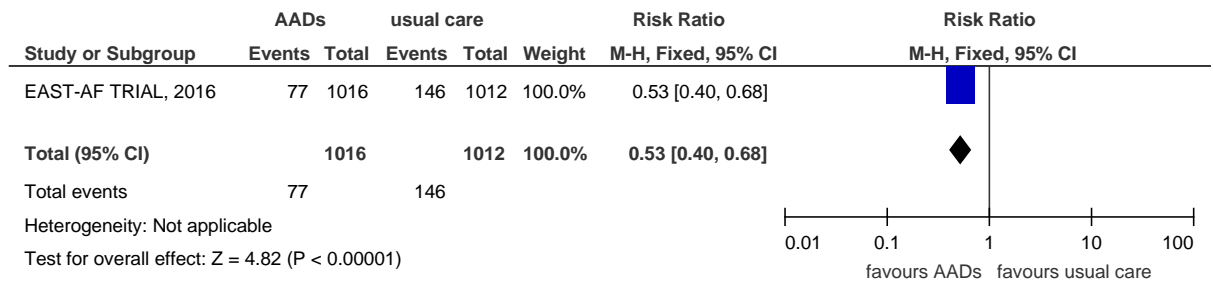 AADs usual care Risk Ratio Risk Ratio
Study or Subgroup Events Total Events Total Weight M-H, Fixed, 95% CI M-H, Fixed, 95% CI
EAST-AF TRIAL, 2016 77 1016 146 1012 100.0% 0.53 [0.40, 0.68]
Total (95% CI) 1016 1012 100.0% 0.53 [0.40, 0.68]
Total events 77 146
Heterogeneity: Not applicable
Test for overall effect: Z = 4.82 (P < 0.00001)
0.01 0.1 1 10 100
favours AADs favours usual care